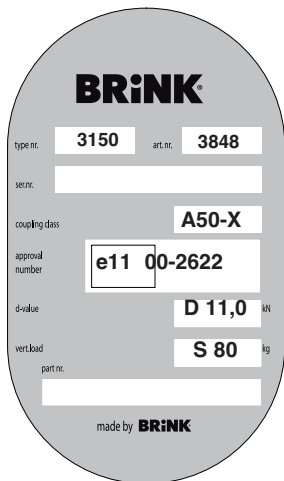 BRiNK®
type nr. 3150 art. nr. 3848
ser.nr.
coupling class A50-X
approval number e11 00-2622
d-value D 11,0 kN
vert.load S 80 kg
part nr.
made by BRiNK